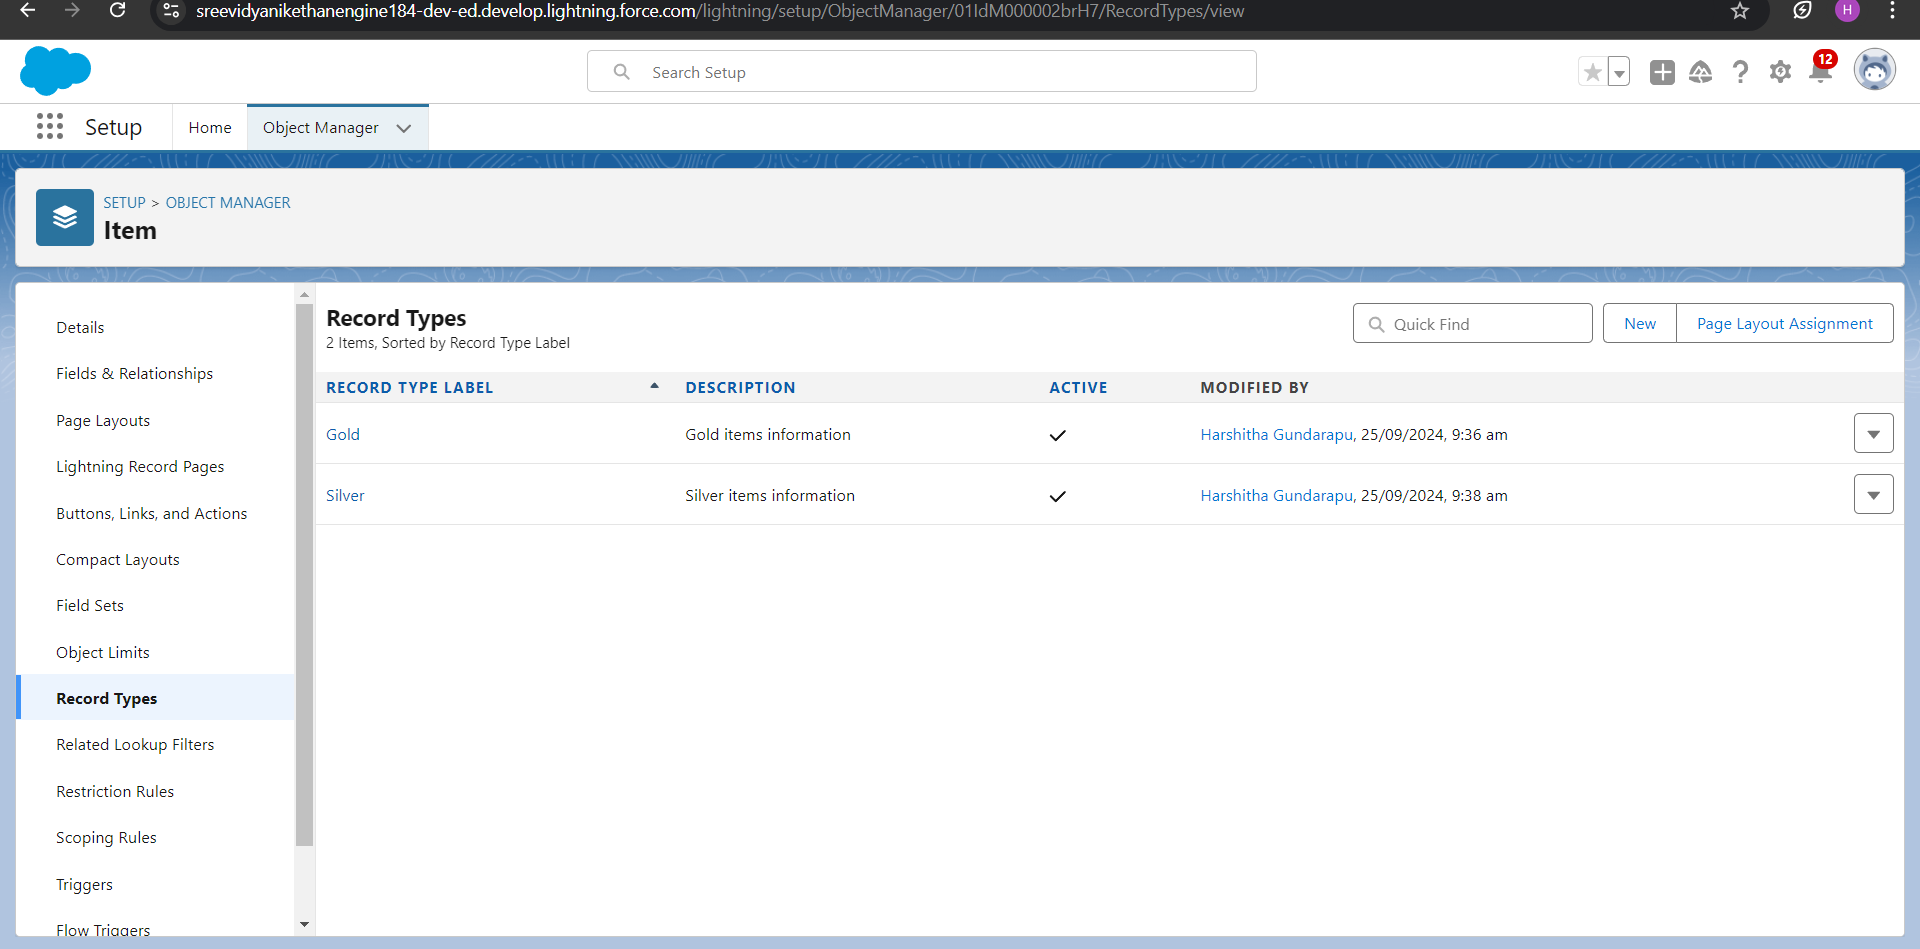 sreevidyanikethanengine184-dev-ed.develop.lightning.force.com/lightning/setup/ObjectManager/01IdM000002brH7/RecordTypes/view
H
Search Setup
12
Setup
Home
Object Manager
SETUP > OBJECT MANAGER
Item
Details
Fields & Relationships
Page Layouts
Lightning Record Pages
Buttons, Links, and Actions
Compact Layouts
Field Sets
Object Limits
Record Types
Related Lookup Filters
Restriction Rules
Scoping Rules
Triggers
Flow Triggers
Record Types
2 Items, Sorted by Record Type Label
Quick Find
New
Page Layout Assignment
RECORD TYPE LABEL DESCRIPTION ACTIVE MODIFIED BY
Gold Gold items information Harshitha Gundarapu, 25/09/2024, 9:36 am
Silver Silver items information Harshitha Gundarapu, 25/09/2024, 9:38 am